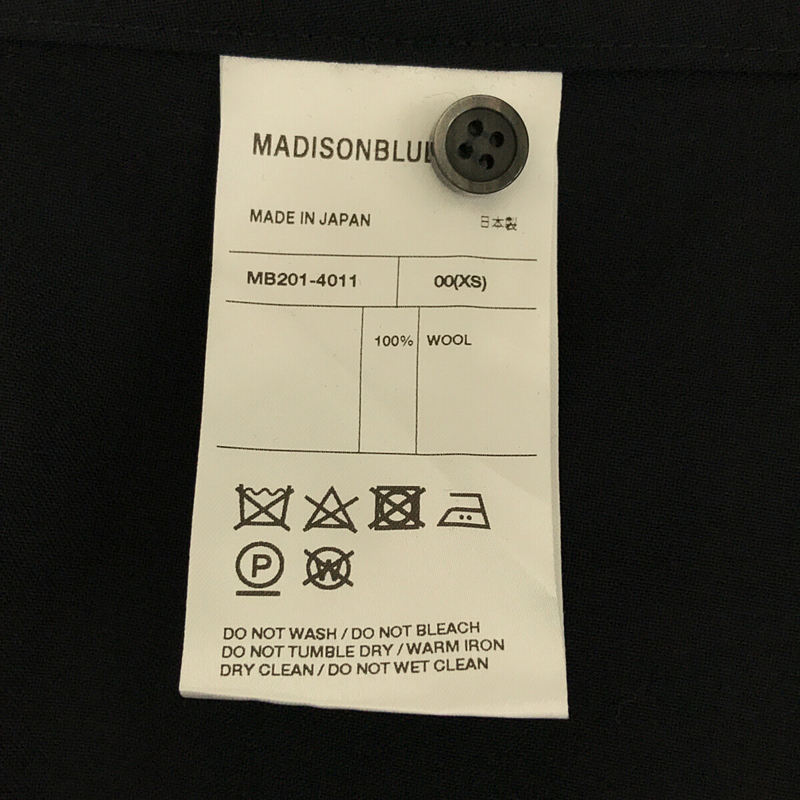 MADISONBLUE
MADE IN JAPAN 日本製
MB201-4011 00(XS)
100% WOOL
P W
DO NOT WASH / DO NOT BLEACH
DO NOT TUMBLE DRY / WARM IRON
DRY CLEAN / DO NOT WET CLEAN